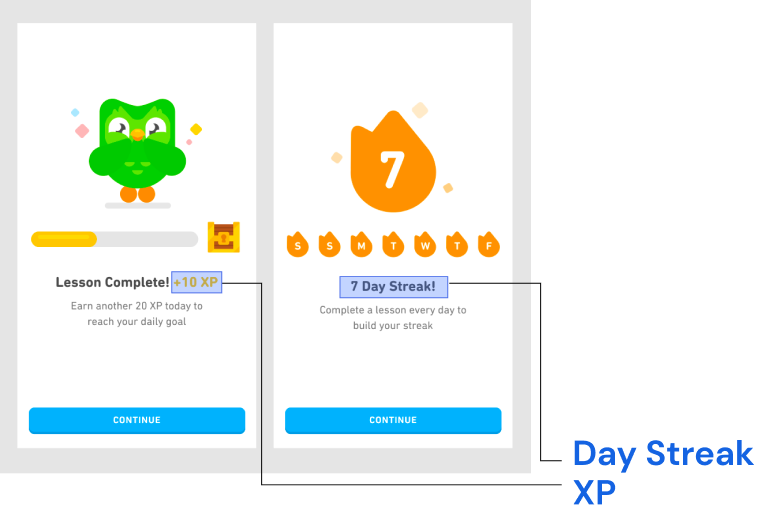 Lesson Complete! +10 XP
Earn another 20 XP today to
reach your daily goal
CONTINUE
7
S S M T W T F
7 Day Streak!
Complete a lesson every day to
build your streak
CONTINUE
Day Streak
XP